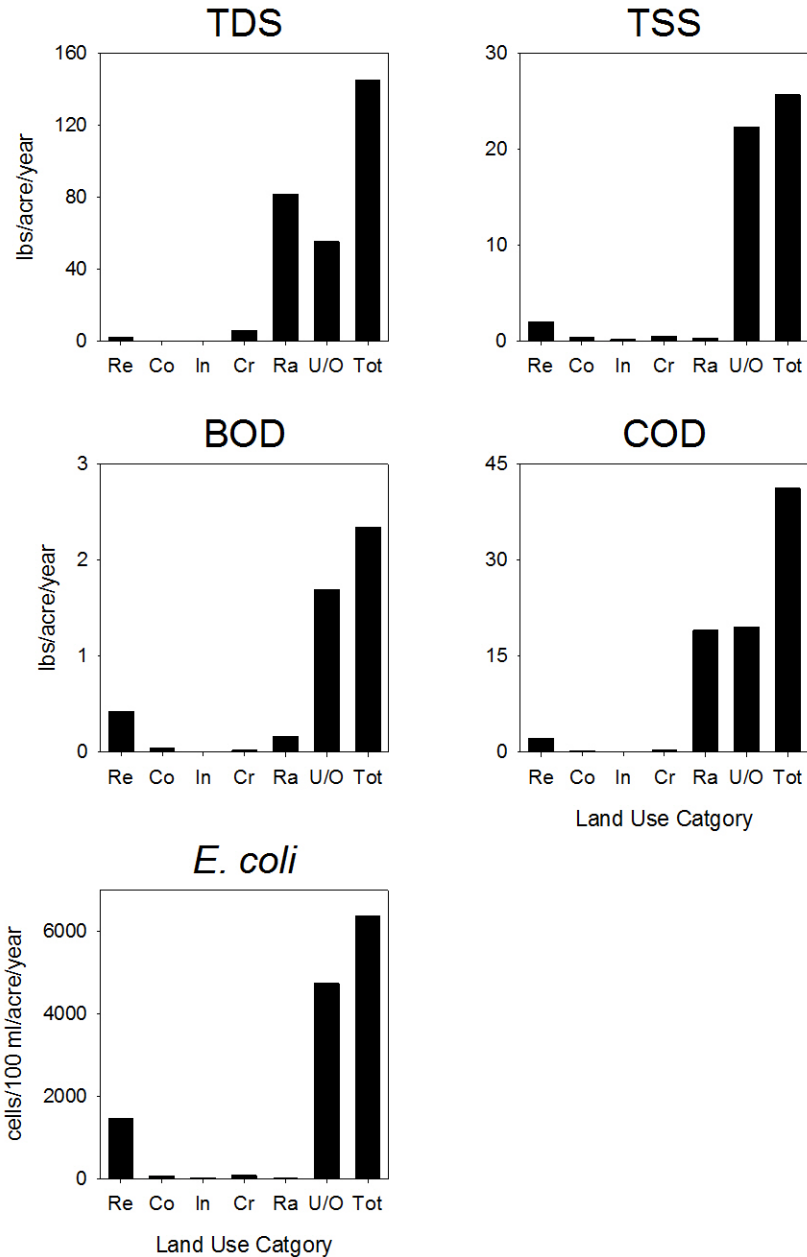 TDS
160
120
80
40
0
lbs/acre/year
Re Co In Cr Ra U/O Tot
TSS
30
20
10
0
Re Co In Cr Ra U/O Tot
BOD
3
2
1
0
lbs/acre/year
Re Co In Cr Ra U/O Tot
COD
45
30
15
0
Re Co In Cr Ra U/O Tot
Land Use Catgory
E. coli
6000
4000
2000
0
cells/100 ml/acre/year
Re Co In Cr Ra U/O Tot
Land Use Catgory